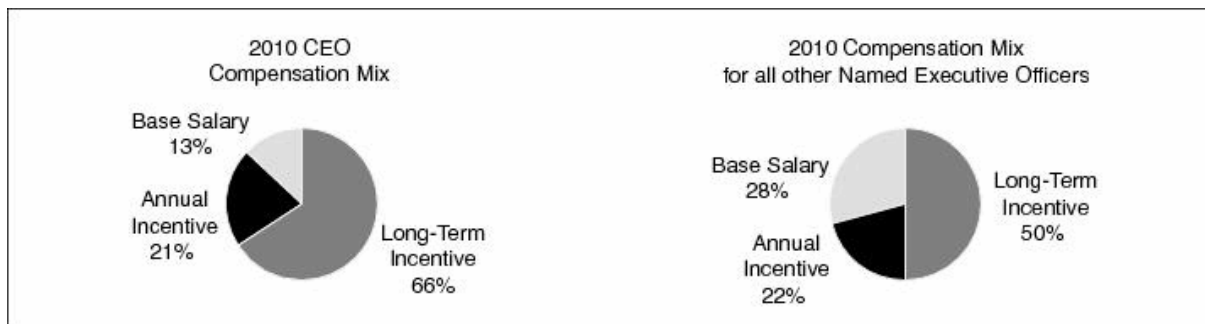 2010 CEO
Compensation Mix
Base Salary
13%
Annual
Incentive
21%
Long-Term
Incentive
66%
2010 Compensation Mix
for all other Named Executive Officers
Base Salary
28%
Annual
Incentive
22%
Long-Term
Incentive
50%